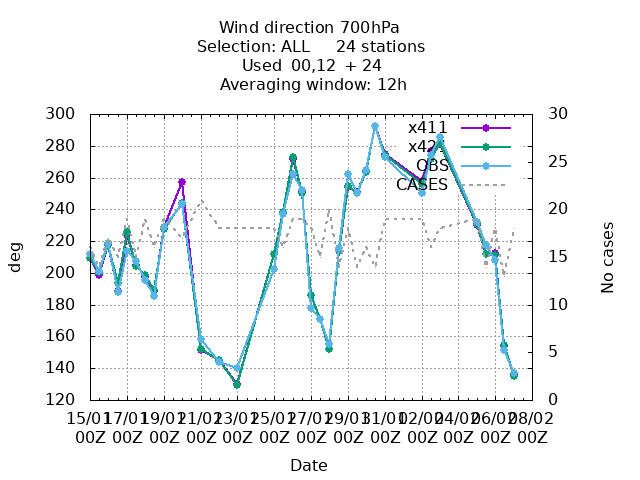 Wind direction 700hPa
Selection: ALL 24 stations
Used 00,12 + 24
Averaging window: 12h
300
280
260
240
220
200
180
160
140
120
30
25
20
15
10
5
0
x411
x421
OBS
CASES
deg
No cases
15/01 17/01 19/01 21/01 23/01 25/01 27/01 29/01 31/01 02/02 04/02 06/02 08/02
00Z 00Z 00Z 00Z 00Z 00Z 00Z 00Z 00Z 00Z 00Z 00Z 00Z
Date